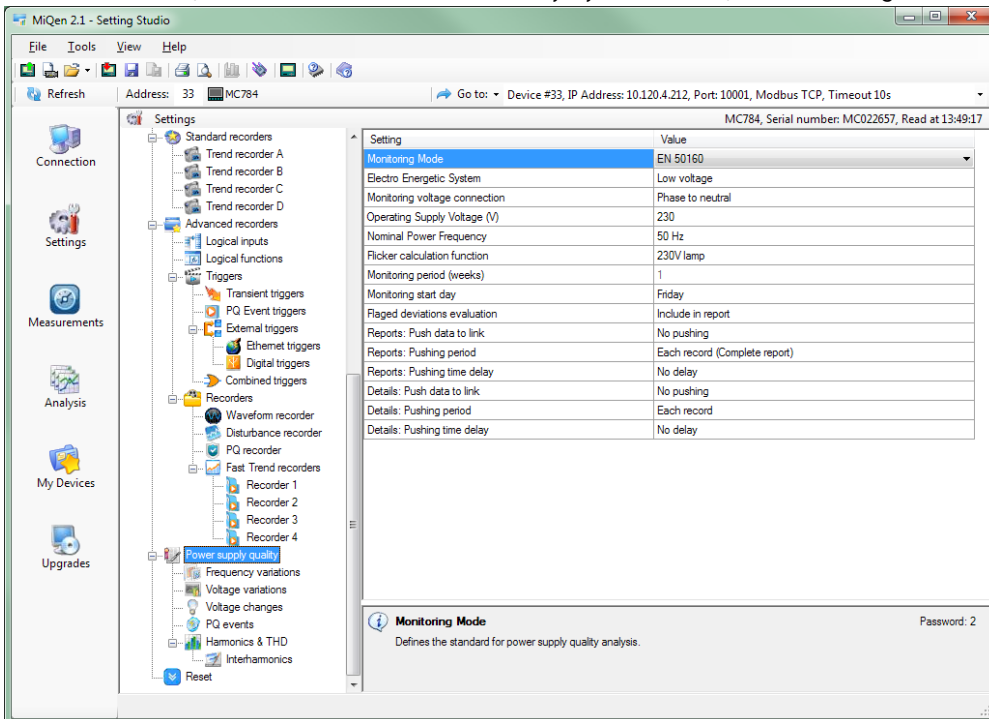 MiQen 2.1 - Setting Studio
File Tools View Help
Refresh Address: 33 MC784 Go to: Device #33, IP Address: 10.120.4.212, Port: 10001, Modbus TCP, Timeout 10s
Settings MC784, Serial number: MC022657, Read at 13:49:17
Connection
Settings
Measurements
Analysis
My Devices
Upgrades
Standard recorders
Trend recorder A
Trend recorder B
Trend recorder C
Trend recorder D
Advanced recorders
Logical inputs
Logical functions
Triggers
Transient triggers
PQ Event triggers
External triggers
Ethernet triggers
Digital triggers
Combined triggers
Recorders
Waveform recorder
Disturbance recorder
PQ recorder
Fast Trend recorders
Recorder 1
Recorder 2
Recorder 3
Recorder 4
Power supply quality
Frequency variations
Voltage variations
Voltage changes
PQ events
Harmonics & THD
Interharmonics
Reset
Setting Value
Monitoring Mode EN 50160
Electro Energetic System Low voltage
Monitoring voltage connection Phase to neutral
Operating Supply Voltage (V) 230
Nominal Power Frequency 50 Hz
Flicker calculation function 230V lamp
Monitoring period (weeks) 1
Monitoring start day Friday
Flaged deviations evaluation Include in report
Reports: Push data to link No pushing
Reports: Pushing period Each record (Complete report)
Reports: Pushing time delay No delay
Details: Push data to link No pushing
Details: Pushing period Each record
Details: Pushing time delay No delay
Monitoring Mode Password: 2
Defines the standard for power supply quality analysis.